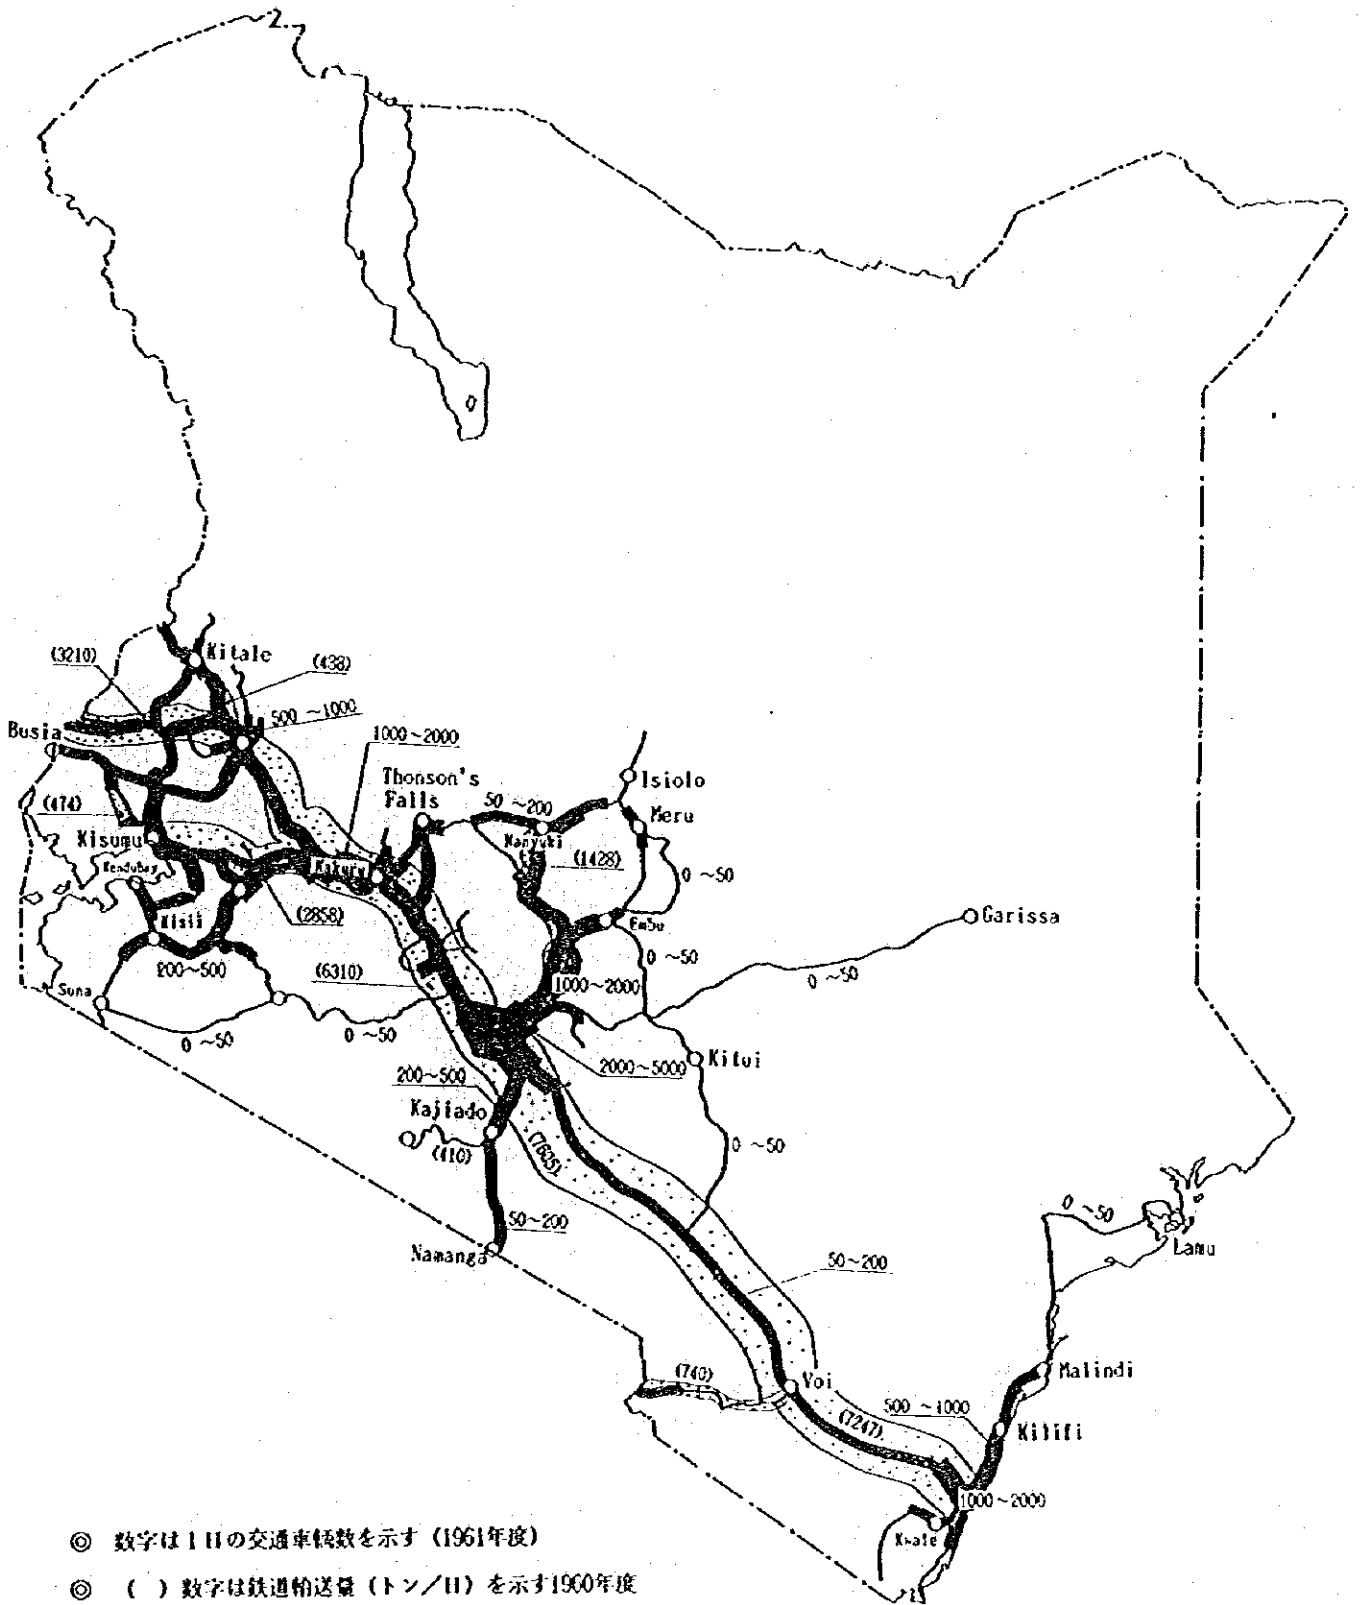 Kitale
(3210)
(438)
500～1000
Busia
1000～2000
Thonson's
Falls
Isiolo
50～200
Meru
(474)
Kisumu
Nanyuki
(1428)
0～50
Nakuru
Kendubay
(2858)
Garissa
Kisii
Embu
0～50
200～500
(6310)
0～50
1000～2000
Suna
0～50
0～50
Kitui
2000～5000
200～500
Kajiado
(410)
(7635)
0～50
50～200
0～50
Lamu
Namanga
50～200
Malindi
(740)
Voi
500～1000
(7247)
Kilifi
1000～2000
Kwale
◎ 数字は1日の交通車輌数を示す (1961年度)
◎ ( ) 数字は鉄道輸送量 (トン／日) を示す1960年度